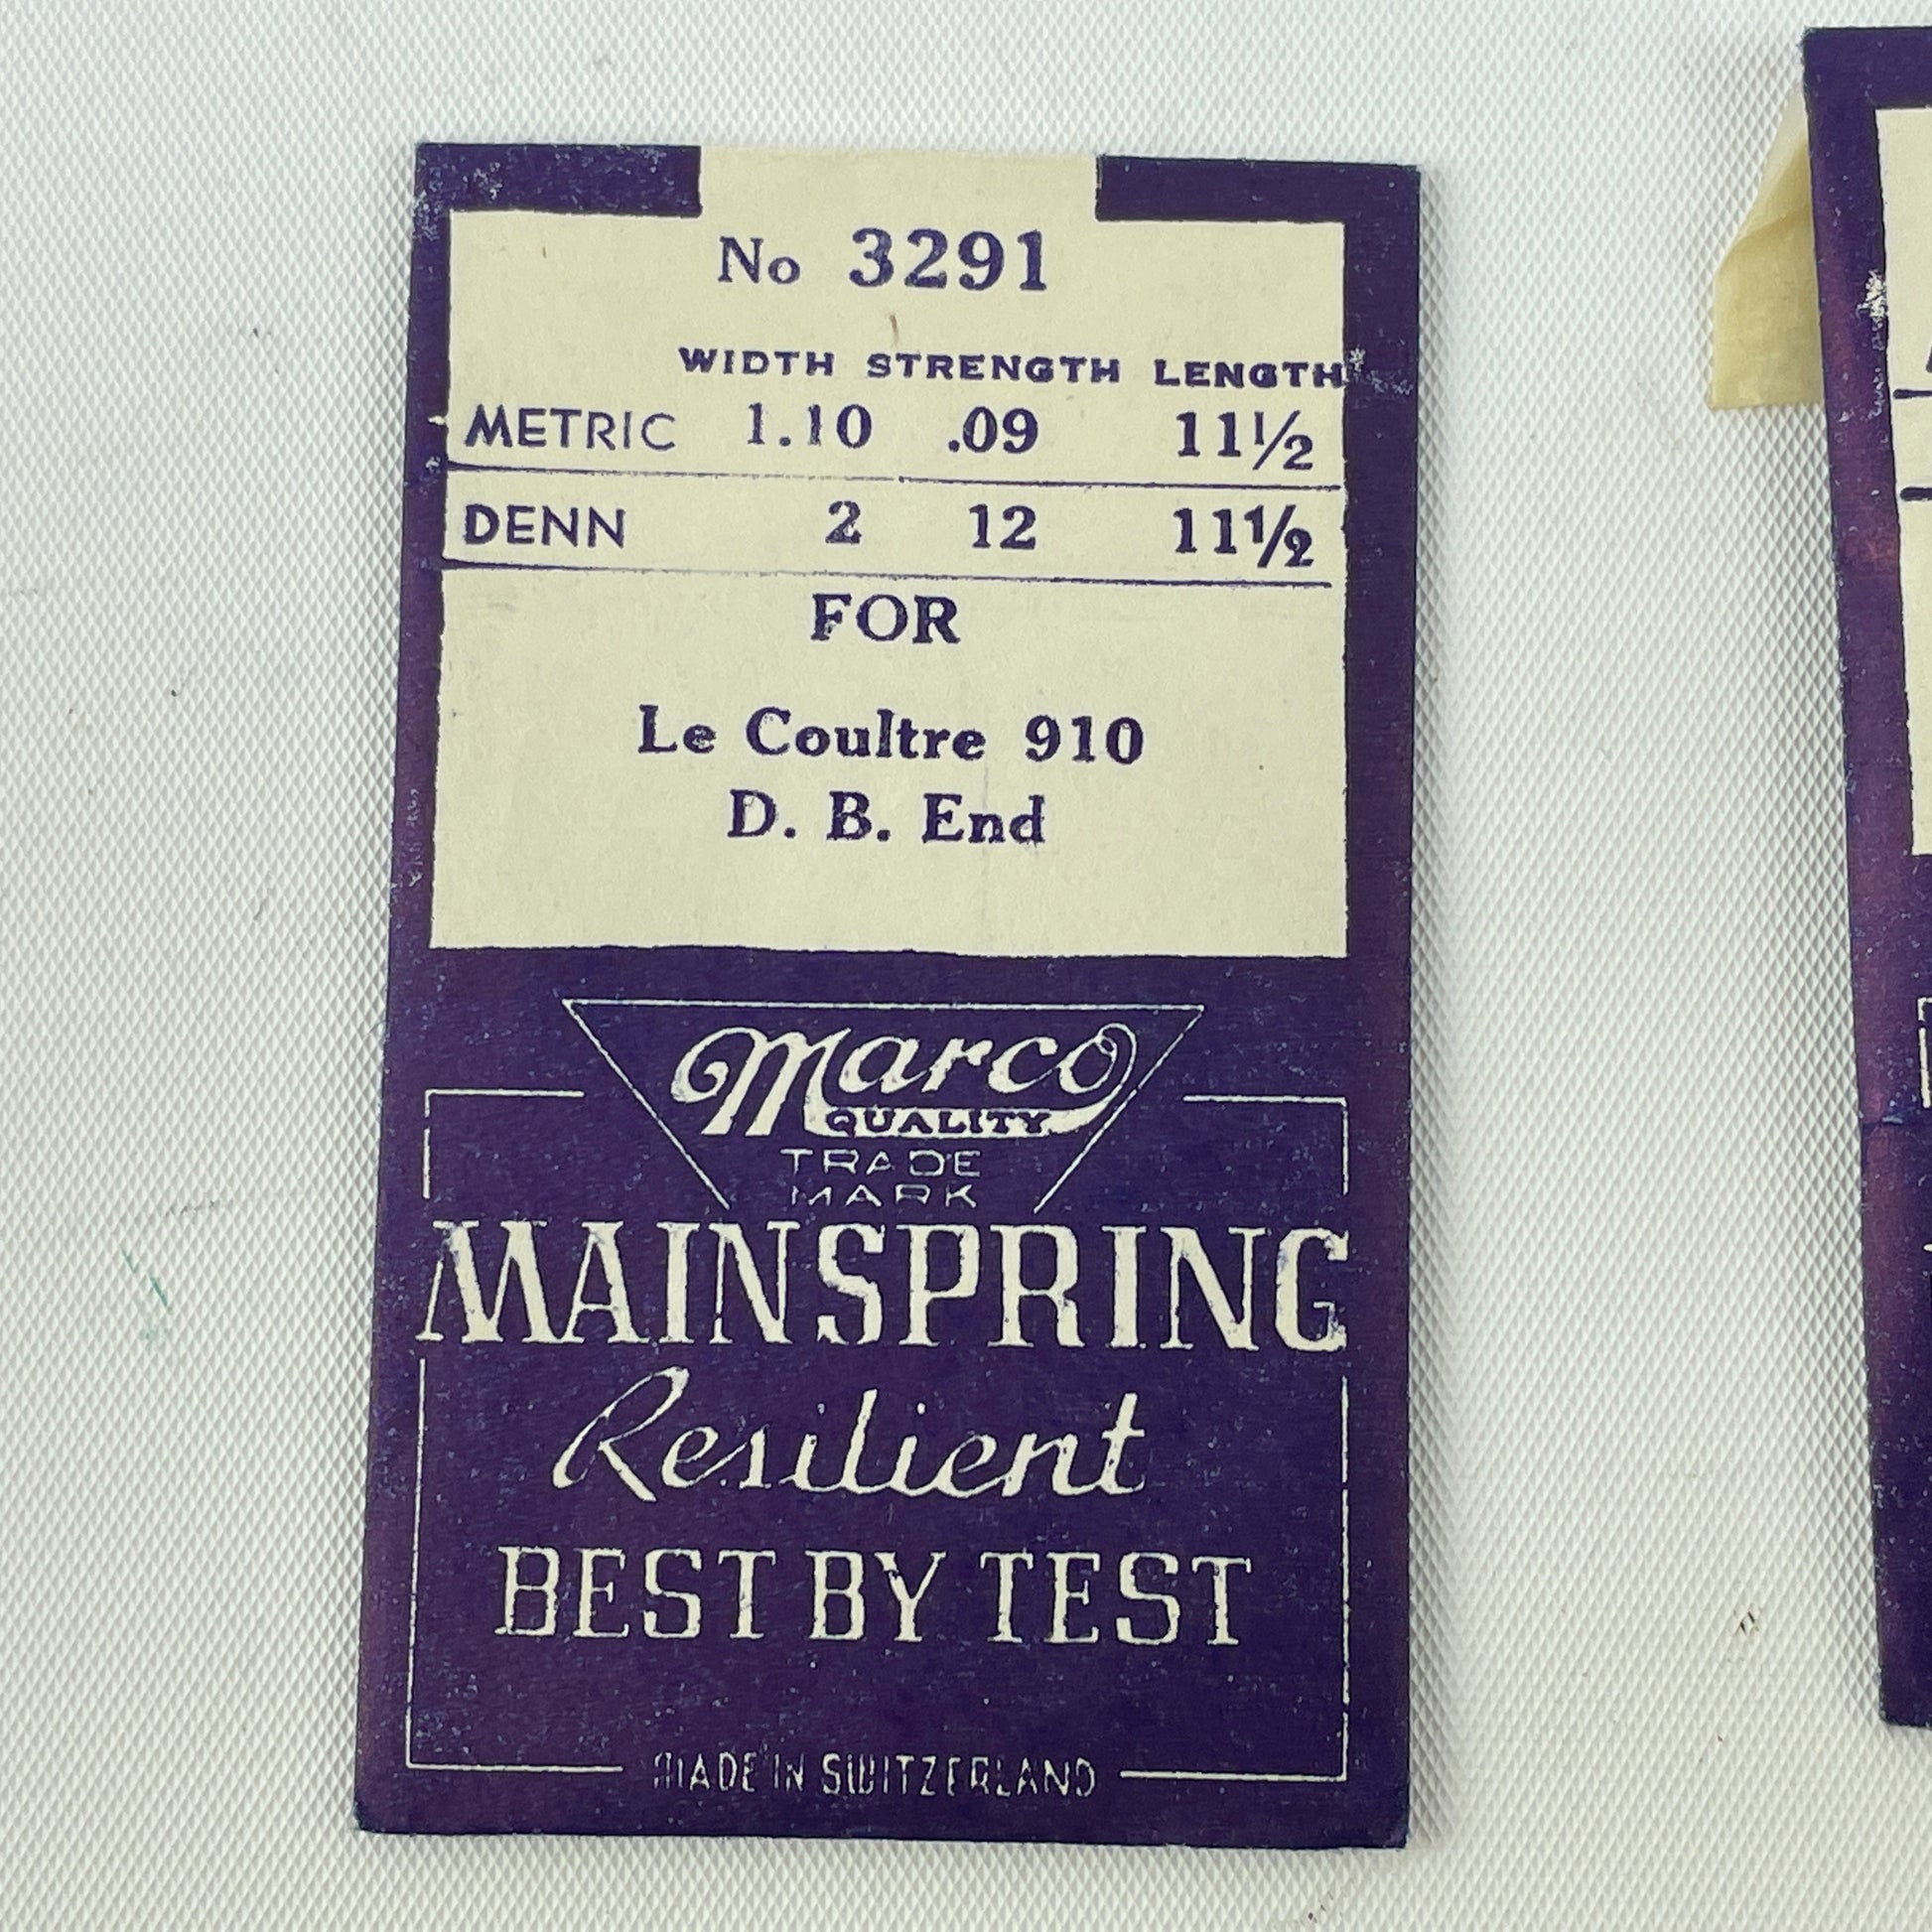 No 3291
WIDTH STRENGTH LENGTH
METRIC 1.10 .09 11½
DENN 2 12 11½
FOR
Le Coultre 910
D. B. End
Marco
QUALITY
TRADE
MARK
MAINSPRING
Resilient
BEST BY TEST
MADE IN SWITZERLAND